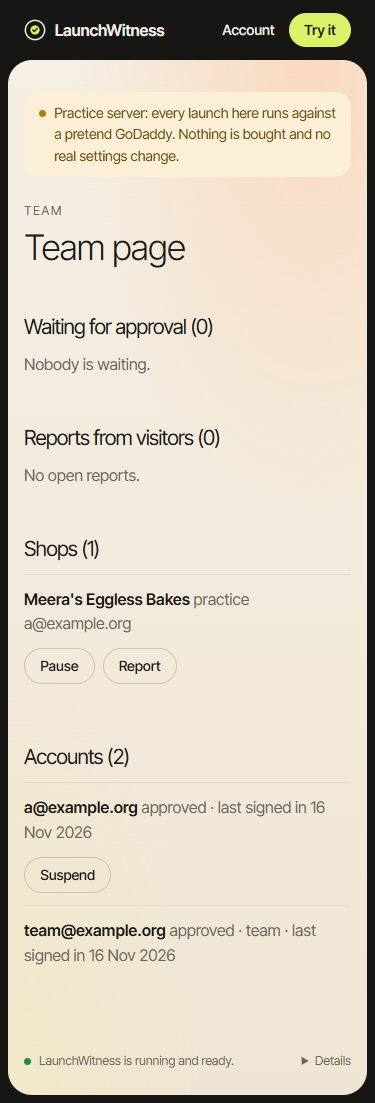 LaunchWitness
Account
Try it
Practice server: every launch here runs against
a pretend GoDaddy. Nothing is bought and no
real settings change.
TEAM
Team page
Waiting for approval (0)
Nobody is waiting.
Reports from visitors (0)
No open reports.
Shops (1)
Meera's Eggless Bakes practice
a@example.org
Pause
Report
Accounts (2)
a@example.org approved · last signed in 16
Nov 2026
Suspend
team@example.org approved · team · last
signed in 16 Nov 2026
LaunchWitness is running and ready.
Details